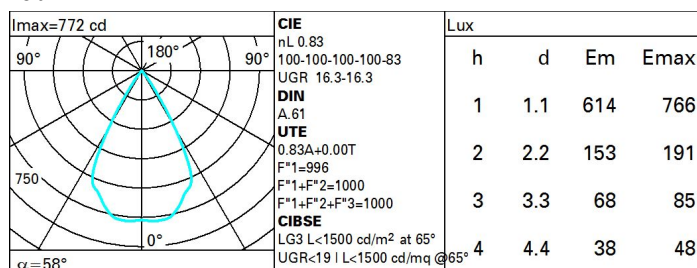 Imax=772 cd
90°
180°
90°
750
0°
α=58°
CIE
nL 0.83
100-100-100-100-83
UGR 16.3-16.3
DIN
A.61
UTE
0.83A+0.00T
F"1=996
F"1+F"2=1000
F"1+F"2+F"3=1000
CIBSE
LG3 L<1500 cd/m² at 65°
UGR<19 | L<1500 cd/mq @65°
Lux
h d Em Emax
1 1.1 614 766
2 2.2 153 191
3 3.3 68 85
4 4.4 38 48